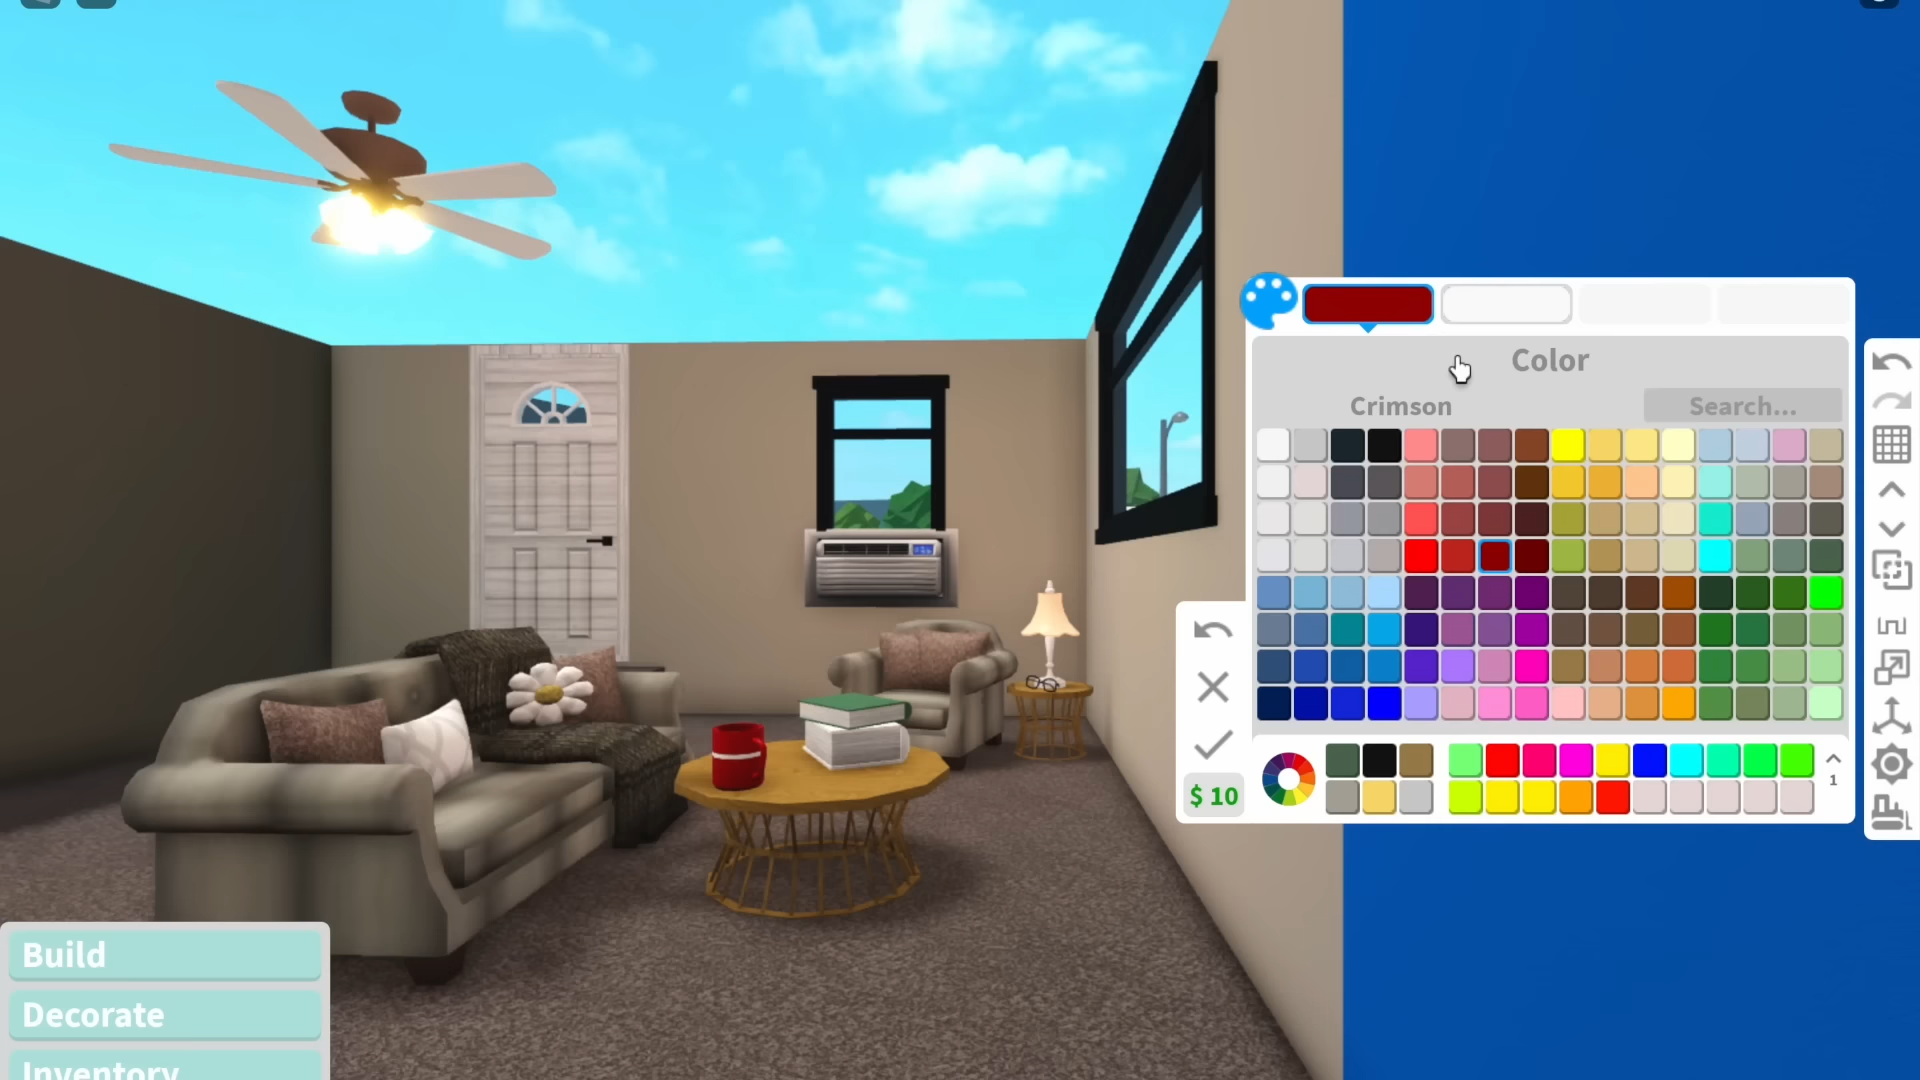 Color
Crimson
Search...
$ 10
1
Build
Decorate
Inventory